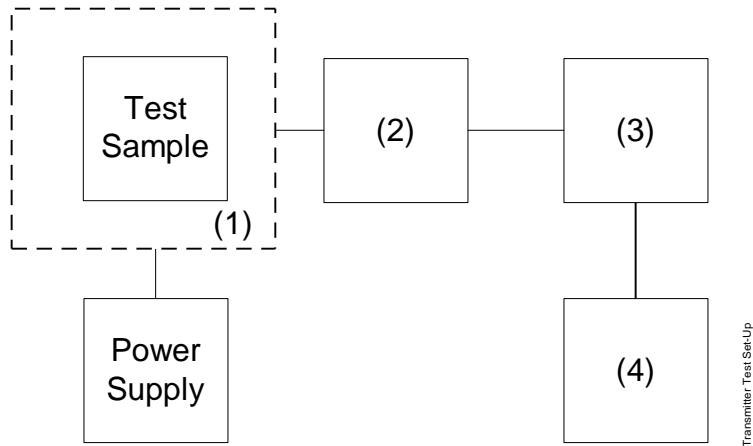 Test
Sample
(1)
(2)
(3)
Power
Supply
(4)
Transmitter Test Set-Up